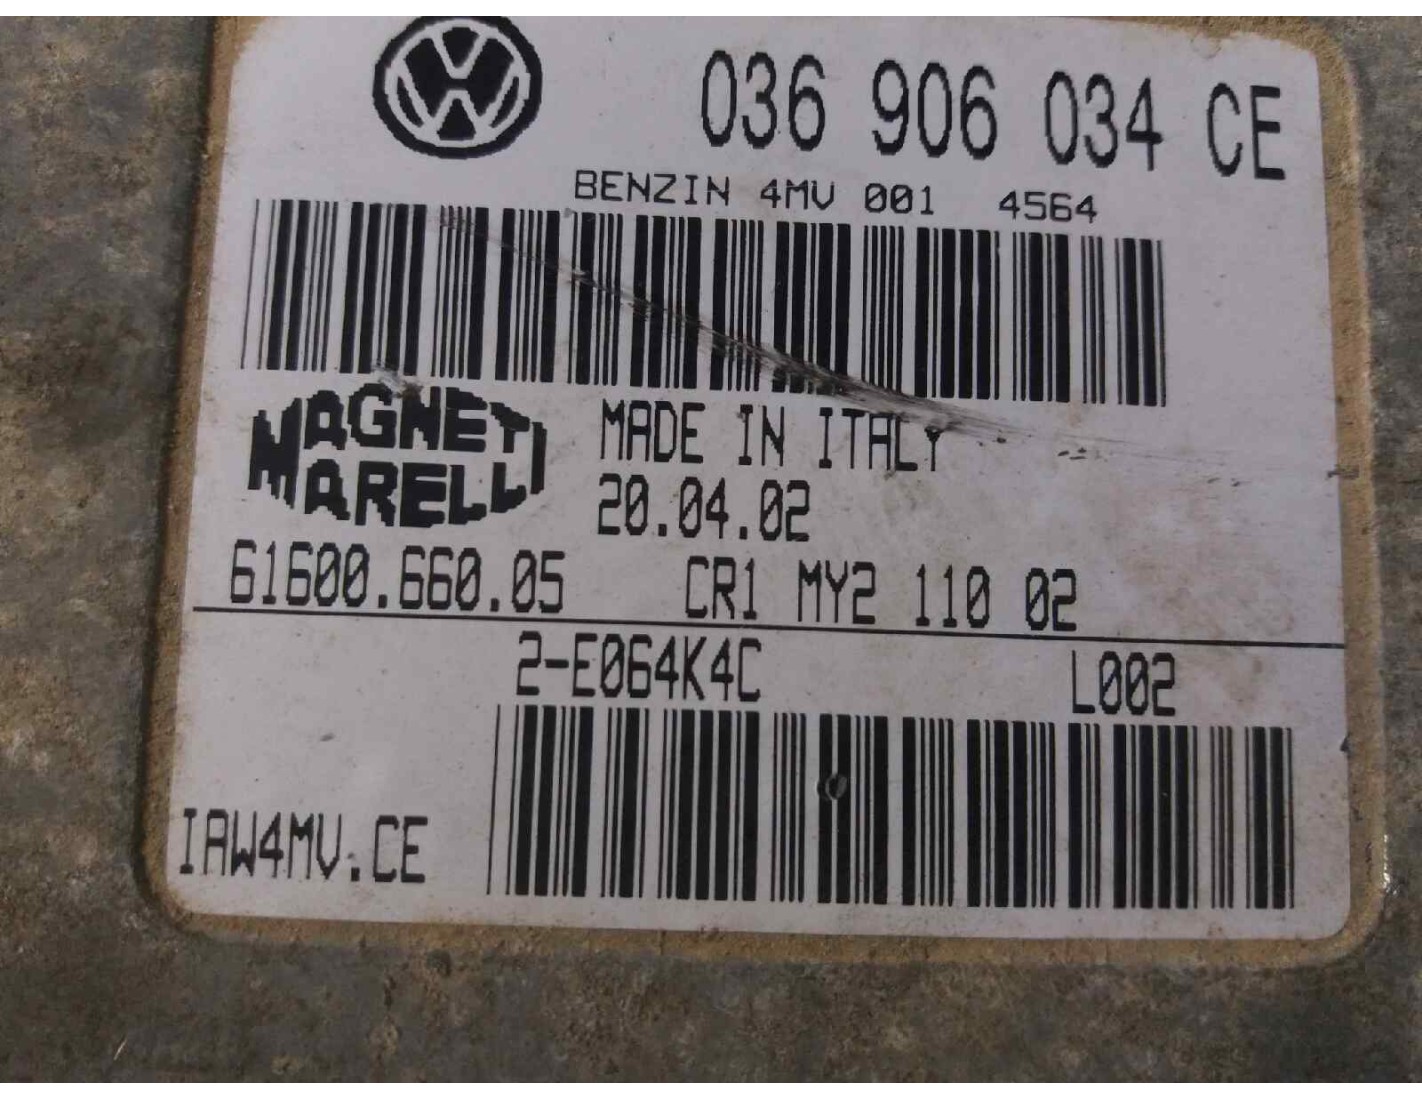 036 906 034 CE
BENZIN 4MV 001 4564
MAGNETI
MARELLI
MADE IN ITALY
20.04.02
61600.660.05 CR1 MY2 110 02
2-E064K4C L002
IAW4MV.CE